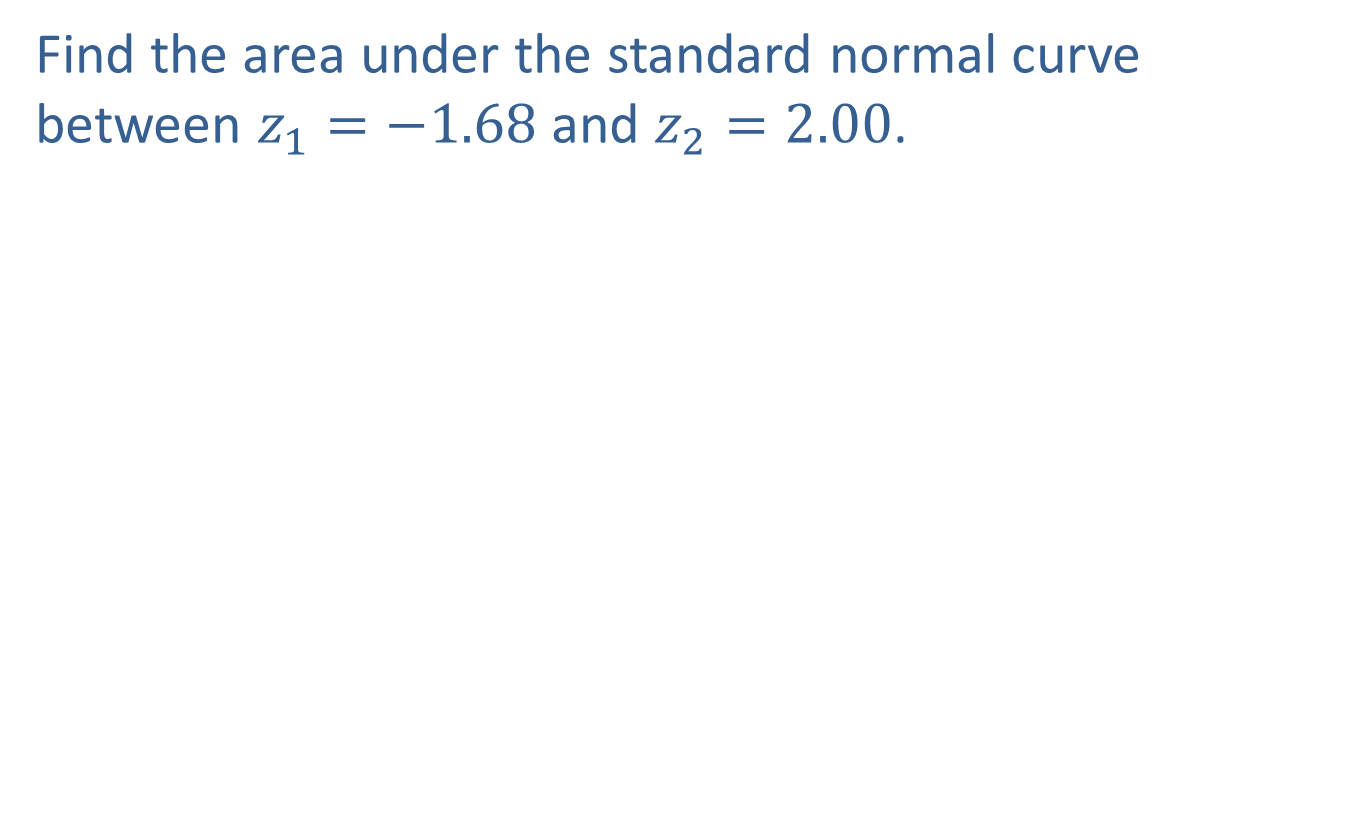 Find the area under the standard normal curve
between z₁ = −1.68 and z₂ = 2.00.